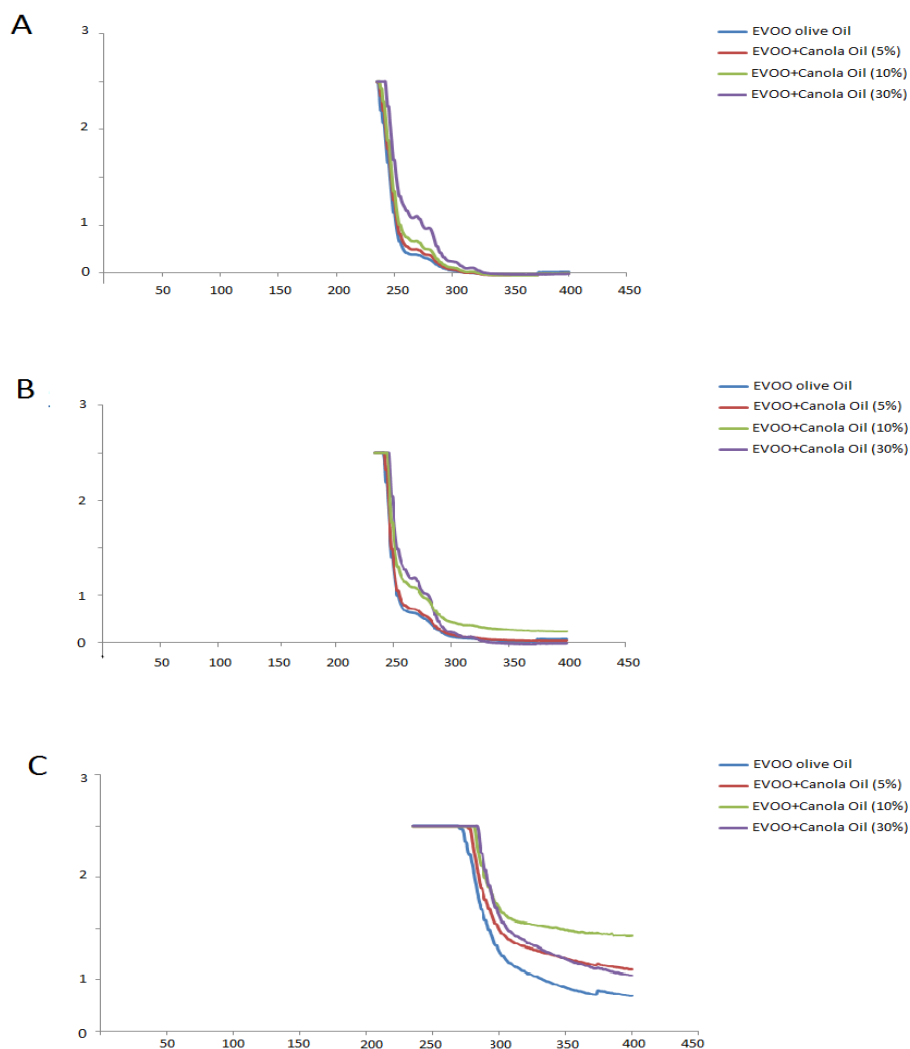 A
EVOO olive Oil
EVOO+Canola Oil (5%)
EVOO+Canola Oil (10%)
EVOO+Canola Oil (30%)
3
2
1
0
50 100 150 200 250 300 350 400 450
B
EVOO olive Oil
EVOO+Canola Oil (5%)
EVOO+Canola Oil (10%)
EVOO+Canola Oil (30%)
3
2
1
0
50 100 150 200 250 300 350 400 450
C
EVOO olive Oil
EVOO+Canola Oil (5%)
EVOO+Canola Oil (10%)
EVOO+Canola Oil (30%)
3
2
1
0
50 100 150 200 250 300 350 400 450